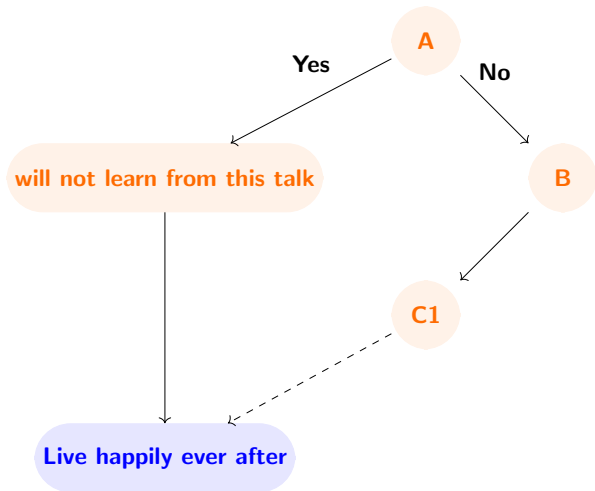 A
Yes
No
will not learn from this talk
B
C1
Live happily ever after